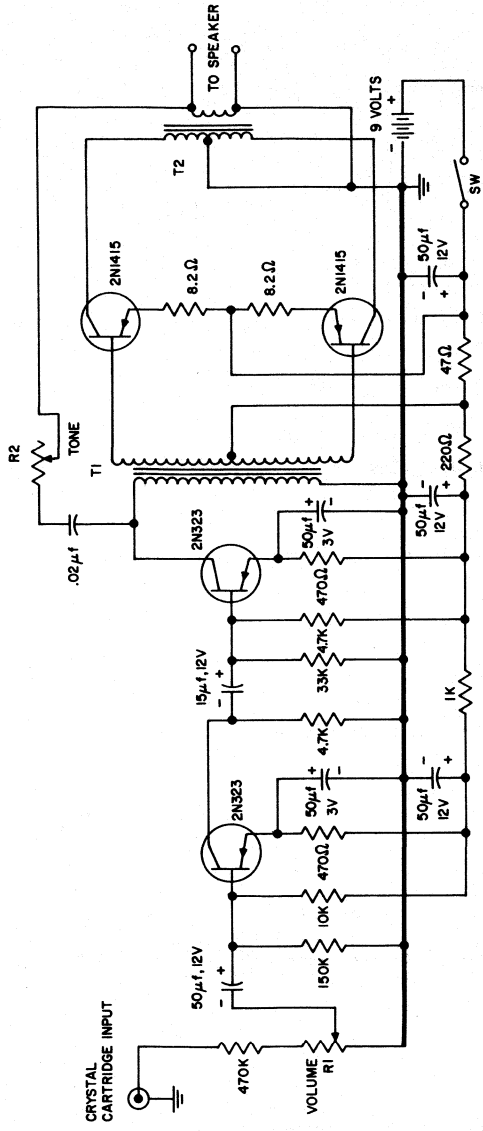 CRYSTAL
CARTRIDGE INPUT
470K
VOLUME
R1
50μf, 12V
-
+
150K
10K
470Ω
2N323
50μf
3V
+
-
50μf
12V
-
+
4.7K
1K
15μf, 12V
-
+
33K
4.7K
470Ω
2N323
50μf
3V
+
-
.02μf
R2
TONE
T1
50μf
12V
-
+
220Ω
47Ω
2N1415
8.2Ω
8.2Ω
2N1415
50μf
12V
-
+
T2
TO SPEAKER
9 VOLTS
-
+
SW